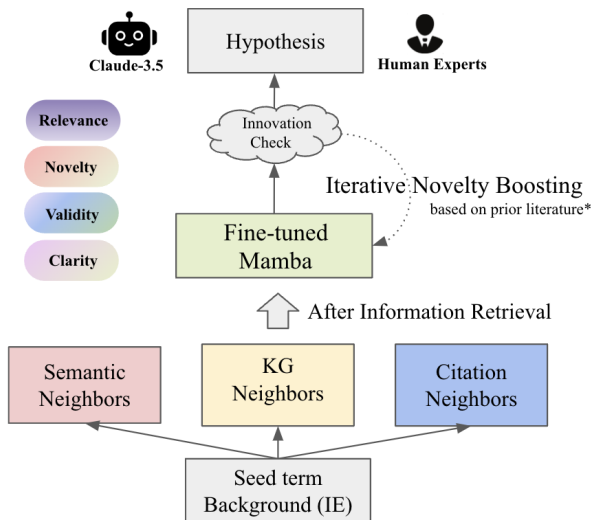 Hypothesis
Claude-3.5
Human Experts
Innovation
Check
Relevance
Novelty
Validity
Clarity
Iterative Novelty Boosting
based on prior literature*
Fine-tuned
Mamba
After Information Retrieval
Semantic
Neighbors
KG
Neighbors
Citation
Neighbors
Seed term
Background (IE)